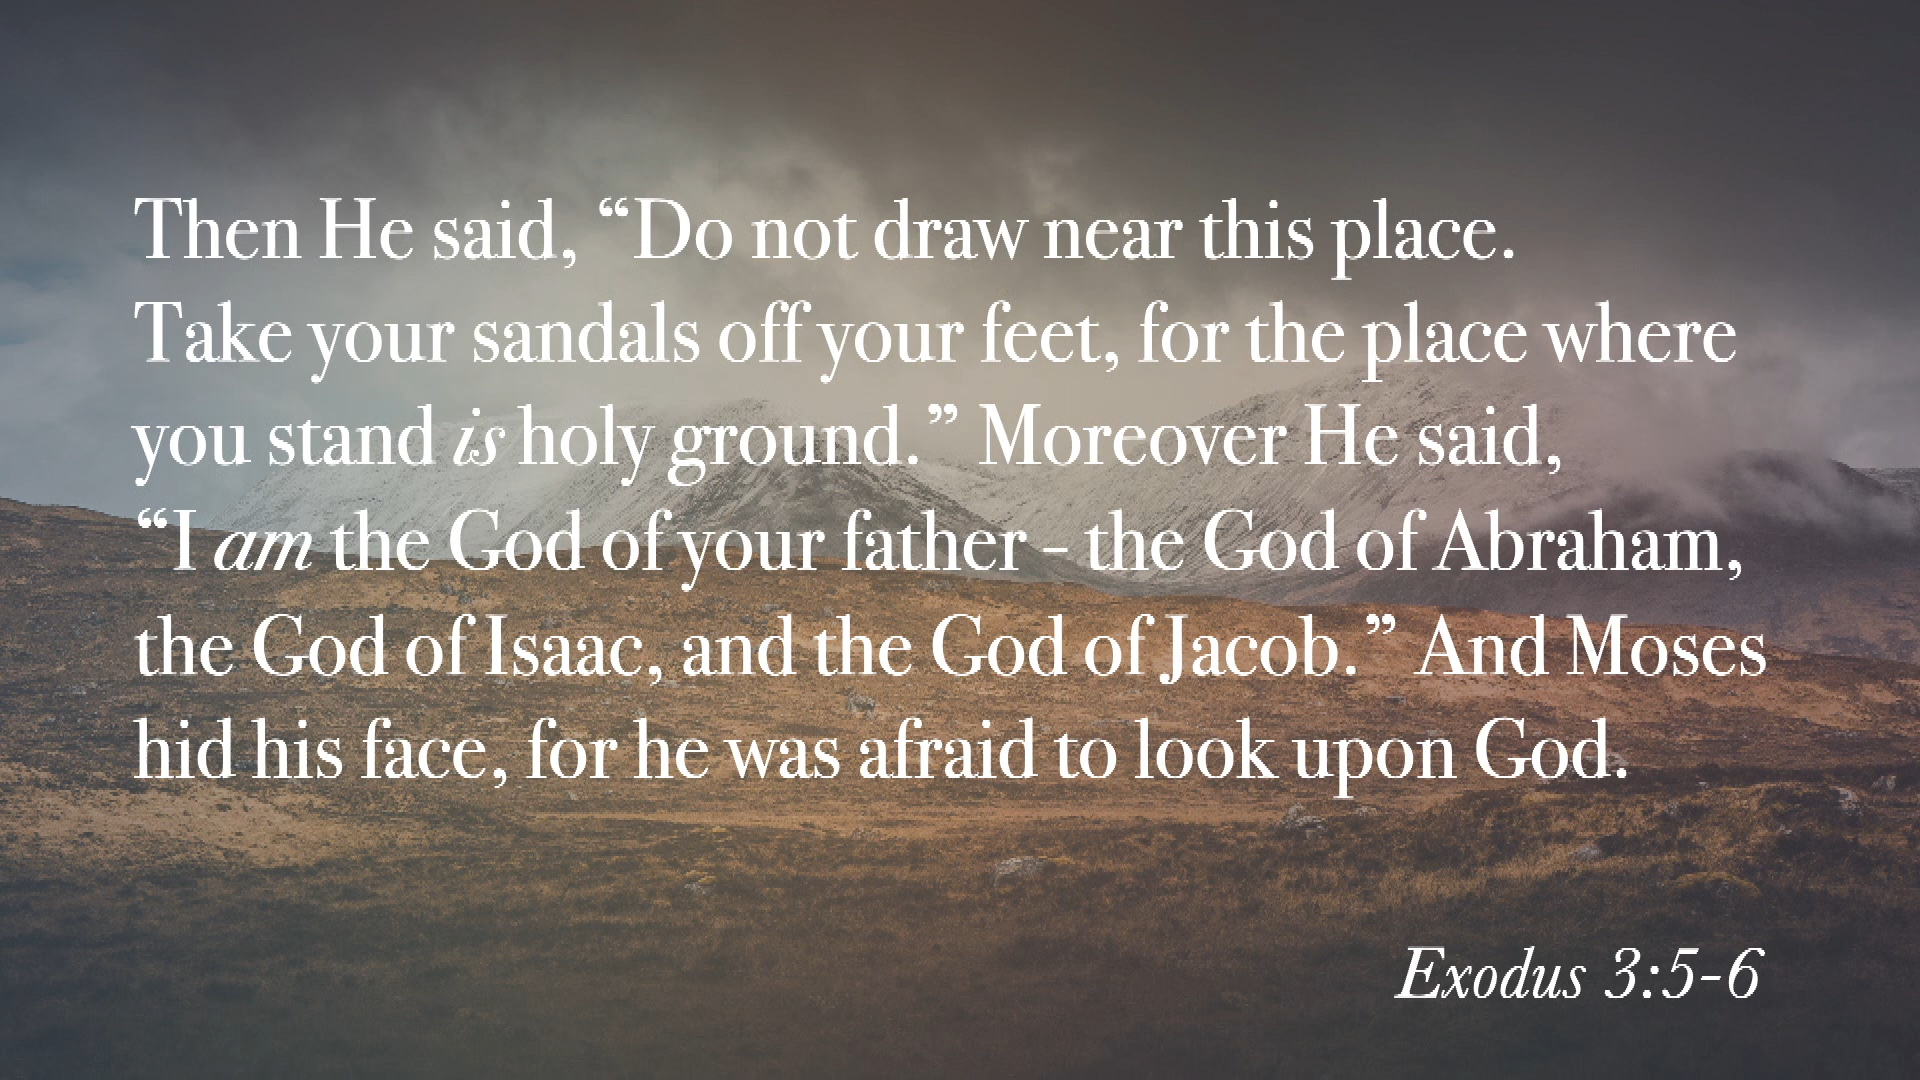 Then He said, “Do not draw near this place.
Take your sandals off your feet, for the place where
you stand is holy ground.” Moreover He said,
“I am the God of your father - the God of Abraham,
the God of Isaac, and the God of Jacob.” And Moses
hid his face, for he was afraid to look upon God.
Exodus 3:5-6